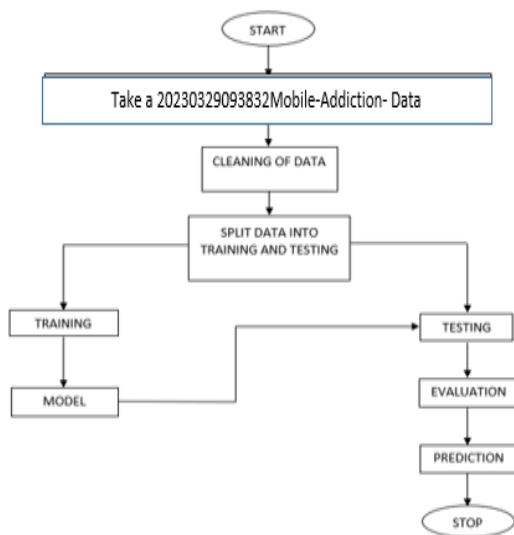 START
Take a 20230329093832Mobile-Addiction- Data
CLEANING OF DATA
SPLIT DATA INTO
TRAINING AND TESTING
TRAINING
TESTING
MODEL
EVALUATION
PREDICTION
STOP